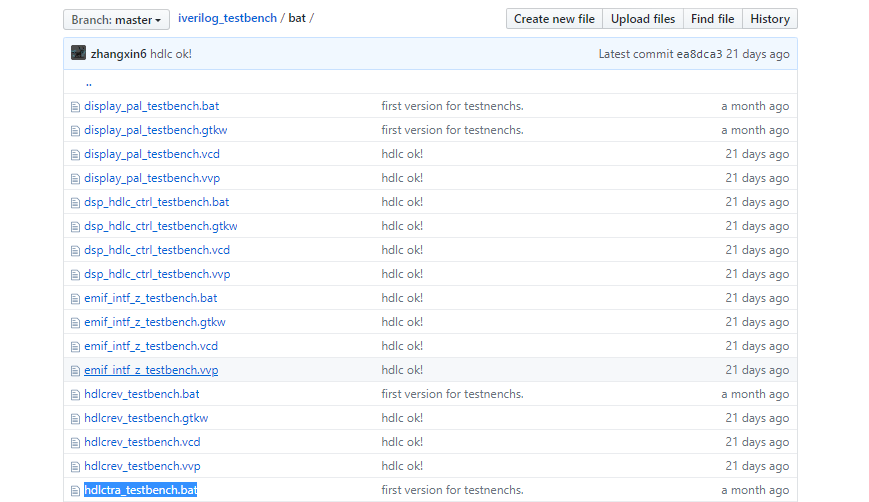 Branch: master iverilog_testbench / bat / Create new file Upload files Find file History
zhangxin6 hdlc ok! Latest commit ea8dca3 21 days ago
..
display_pal_testbench.bat first version for testnenchs. a month ago
display_pal_testbench.gtkw first version for testnenchs. a month ago
display_pal_testbench.vcd hdlc ok! 21 days ago
display_pal_testbench.vvp hdlc ok! 21 days ago
dsp_hdlc_ctrl_testbench.bat hdlc ok! 21 days ago
dsp_hdlc_ctrl_testbench.gtkw hdlc ok! 21 days ago
dsp_hdlc_ctrl_testbench.vcd hdlc ok! 21 days ago
dsp_hdlc_ctrl_testbench.vvp hdlc ok! 21 days ago
emif_intf_z_testbench.bat hdlc ok! 21 days ago
emif_intf_z_testbench.gtkw hdlc ok! 21 days ago
emif_intf_z_testbench.vcd hdlc ok! 21 days ago
emif_intf_z_testbench.vvp hdlc ok! 21 days ago
hdlcrev_testbench.bat first version for testnenchs. a month ago
hdlcrev_testbench.gtkw hdlc ok! 21 days ago
hdlcrev_testbench.vcd hdlc ok! 21 days ago
hdlcrev_testbench.vvp hdlc ok! 21 days ago
hdlctra_testbench.bat first version for testnenchs. a month ago